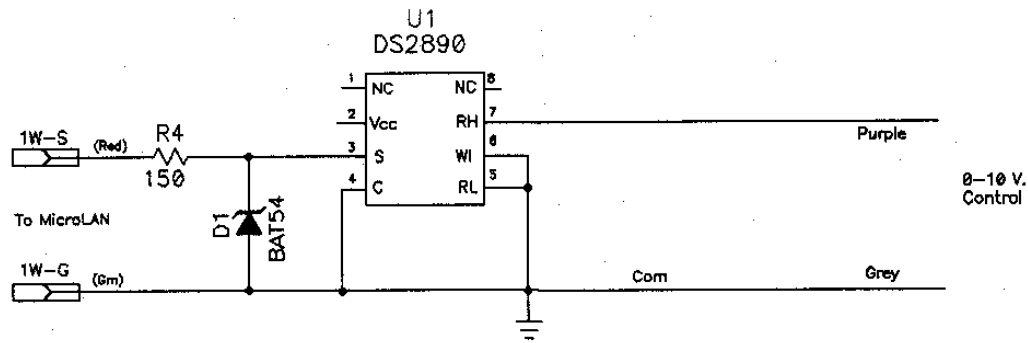 U1
DS2890
1
NC
NC
8
2
Vcc
RH
7
Purple
1W-S
(Red)
R4
150
3
S
WI
6
4
C
RL
5
0-10 V.
Control
To MicroLAN
D1
BAT54
1W-G
(Grn)
Com
Grey